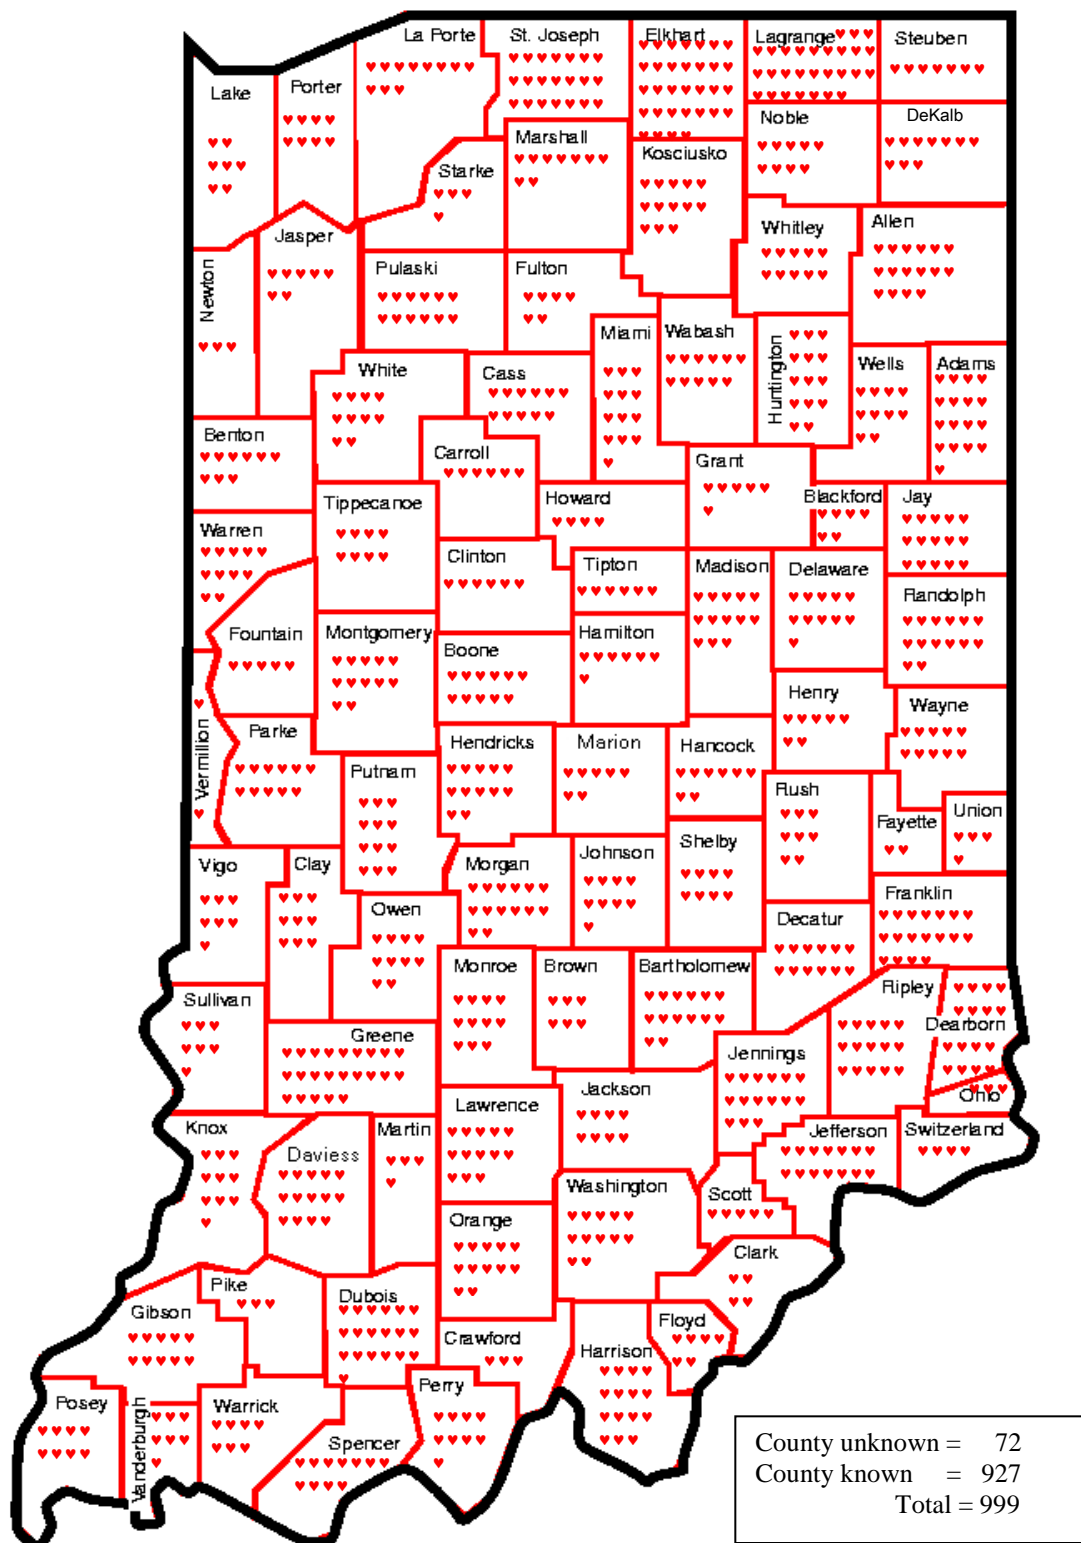 La Porte
St. Joseph
Elkhart
Lagrange
Steuben
Lake
Porter
Noble
DeKalb
Marshall
Kosciusko
Starke
Whitley
Allen
Jasper
Newton
Pulaski
Fulton
Miami
Wabash
Huntington
Wells
Adams
White
Cass
Benton
Carroll
Grant
Blackford
Jay
Tippecanoe
Howard
Warren
Clinton
Tipton
Madison
Delaware
Randolph
Fountain
Montgomery
Boone
Hamilton
Henry
Wayne
Vermillion
Parke
Putnam
Hendricks
Marion
Hancock
Rush
Fayette
Union
Vigo
Clay
Morgan
Johnson
Shelby
Franklin
Owen
Decatur
Monroe
Brown
Bartholomew
Ripley
Sullivan
Greene
Dearborn
Jennings
Ohio
Jackson
Lawrence
Knox
Daviess
Martin
Jefferson
Switzerland
Washington
Scott
Orange
Clark
Pike
Dubois
Gibson
Floyd
Crawford
Harrison
Perry
Posey
Vanderburgh
Warrick
Spencer
County unknown = 72
County known = 927
Total = 999